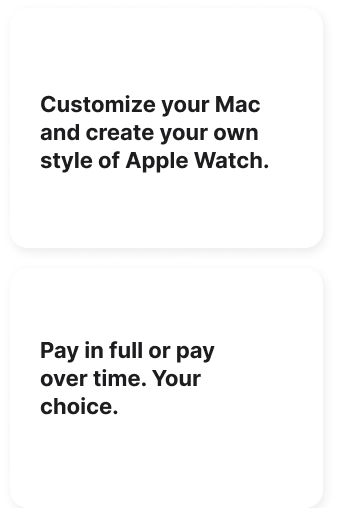 Customize your Mac
and create your own
style of Apple Watch.
Pay in full or pay
over time. Your
choice.